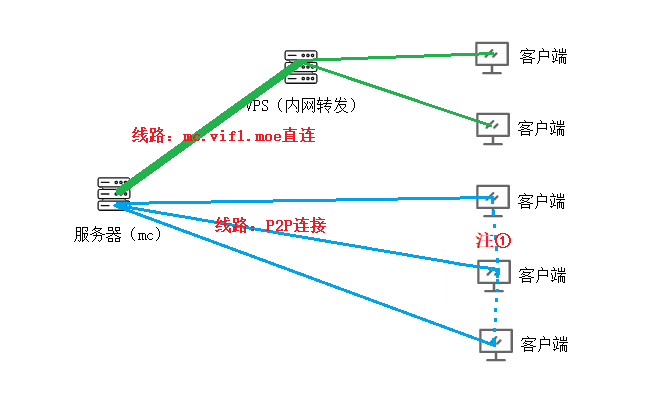 客户端
VPS（内网转发）
客户端
线路：mc.vif1.moe直连
客户端
线路：P2P连接
服务器（mc）
注①
客户端
客户端